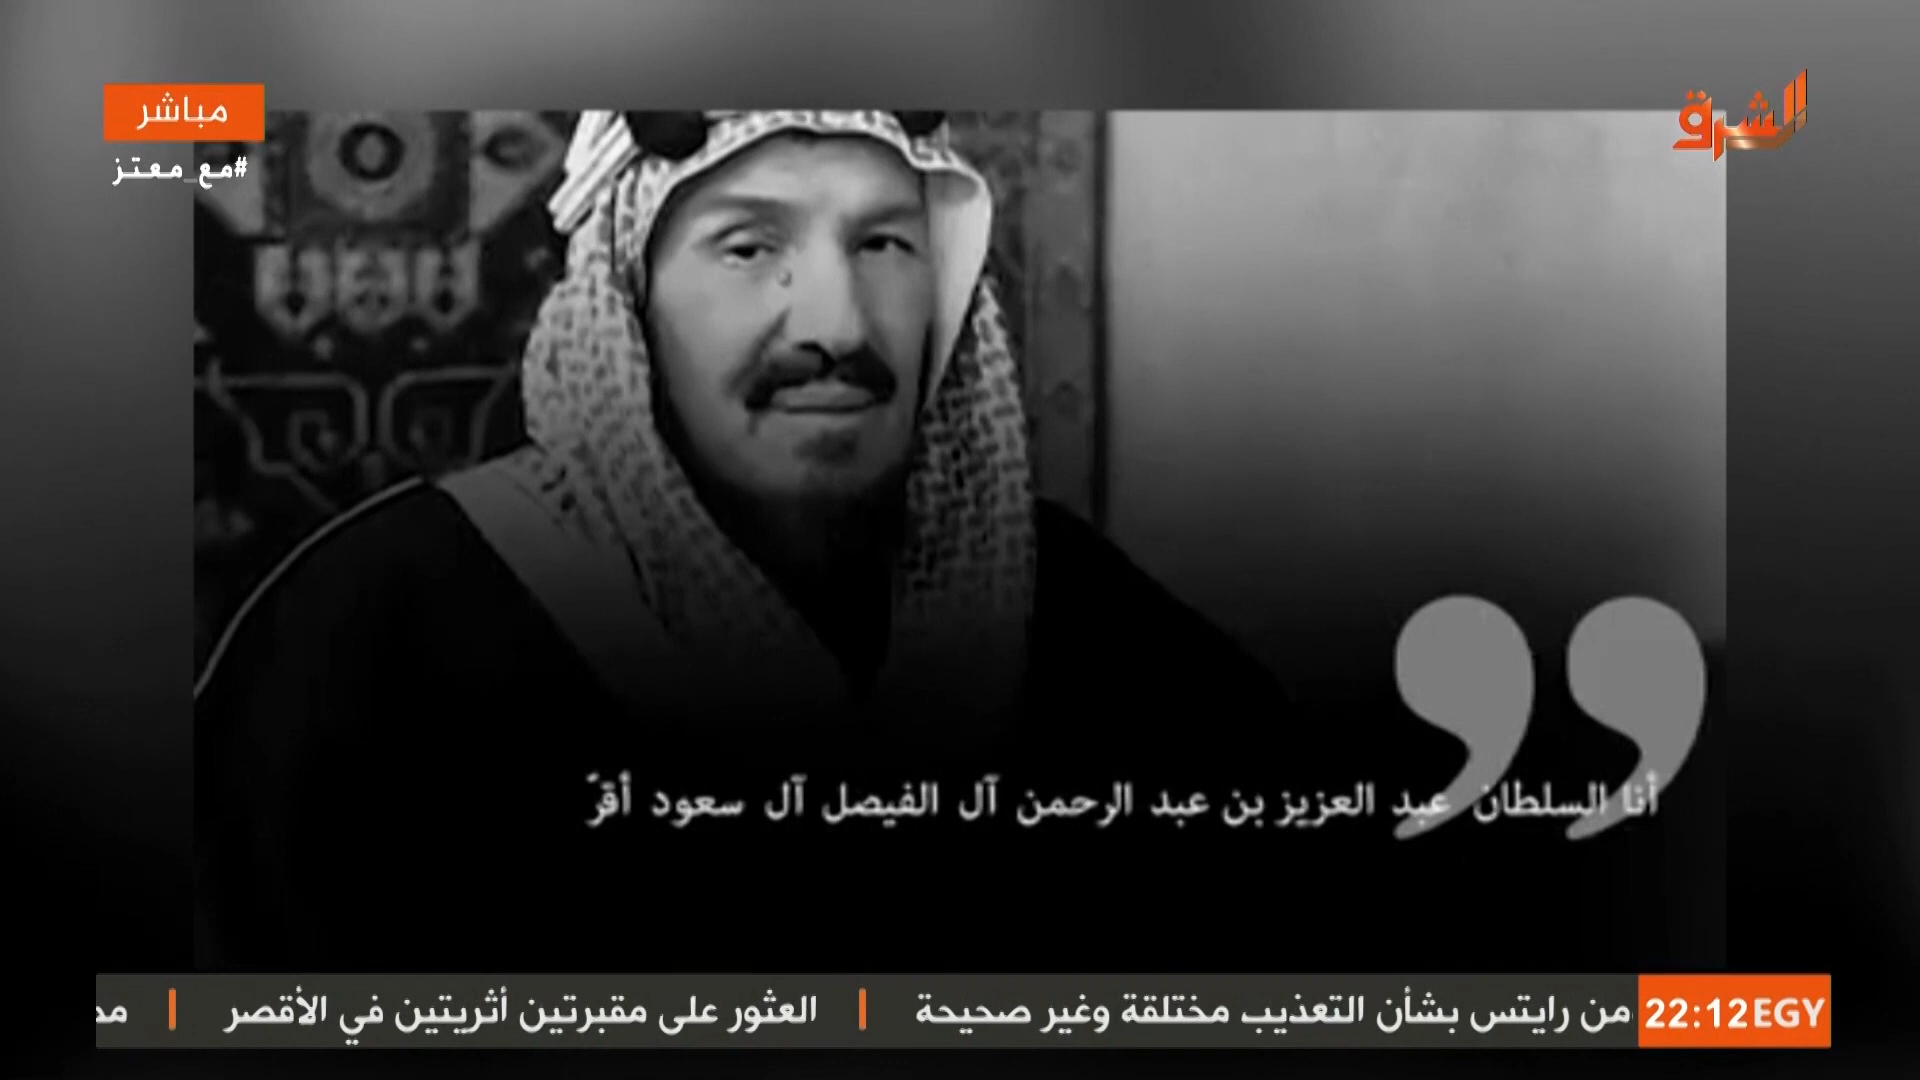 مباشر
#مع_معتز
الشرق
أنا السلطان عبد العزيز بن عبد الرحمن آل الفيصل آل سعود أقرّ
22:12EGY
من رايتس بشأن التعذيب مختلقة وغير صحيحة | العثور على مقبرتين أثريتين في الأقصر |